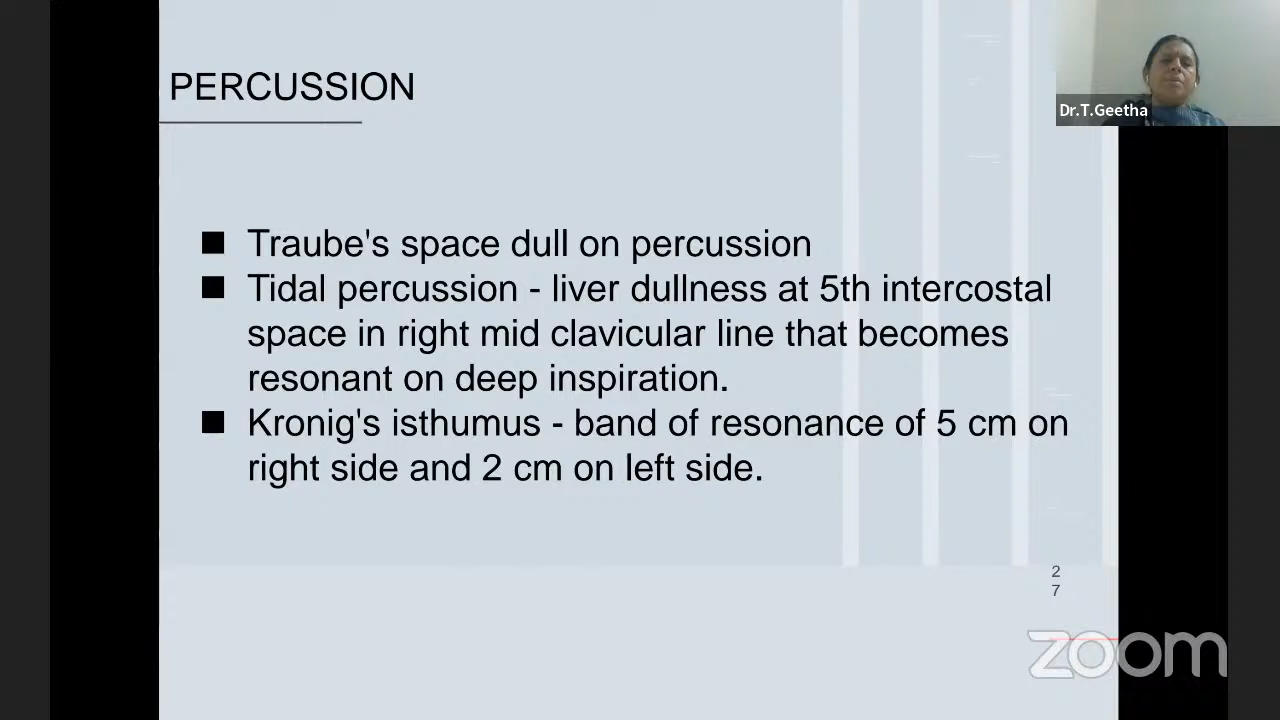 PERCUSSION
Dr.T.Geetha
■ Traube's space dull on percussion
■ Tidal percussion - liver dullness at 5th intercostal
space in right mid clavicular line that becomes
resonant on deep inspiration.
■ Kronig's isthumus - band of resonance of 5 cm on
right side and 2 cm on left side.
2
7
zoom